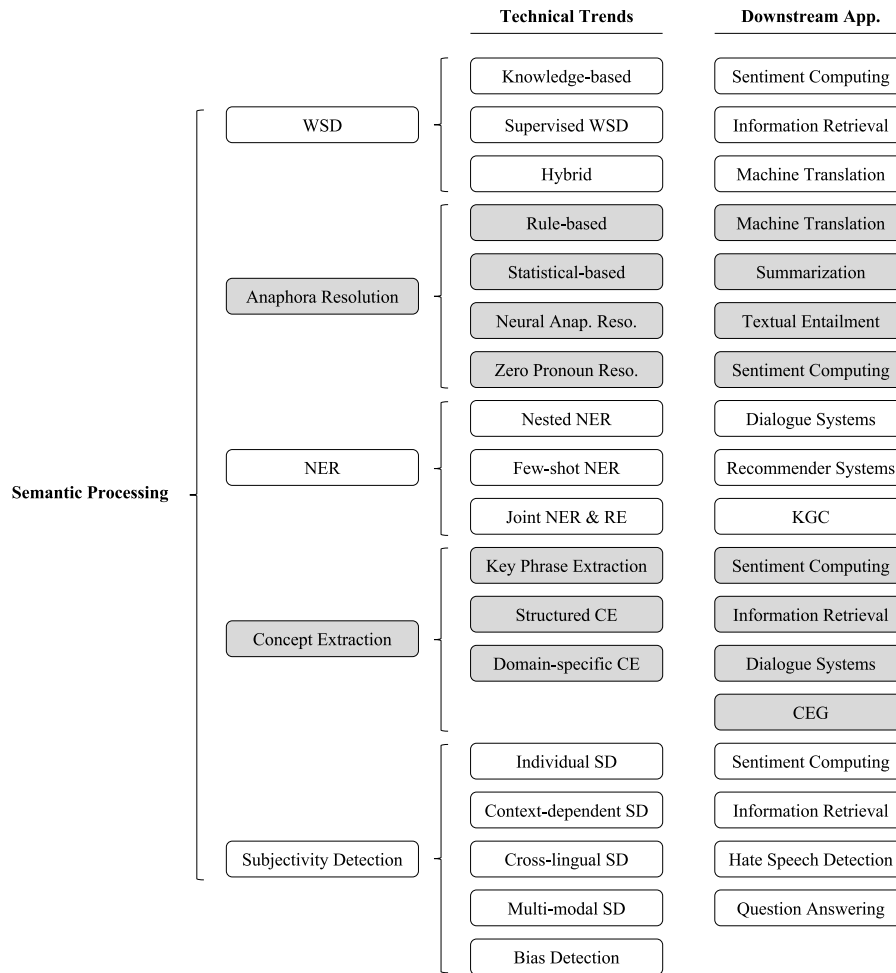 Technical Trends Downstream App.
Knowledge-based Sentiment Computing
WSD Supervised WSD Information Retrieval
Hybrid Machine Translation
Rule-based Machine Translation
Statistical-based Summarization
Anaphora Resolution
Neural Anap. Reso. Textual Entailment
Zero Pronoun Reso. Sentiment Computing
Nested NER Dialogue Systems
NER Few-shot NER Recommender Systems
Semantic Processing
Joint NER & RE KGC
Key Phrase Extraction Sentiment Computing
Structured CE Information Retrieval
Concept Extraction
Domain-specific CE Dialogue Systems
CEG
Individual SD Sentiment Computing
Context-dependent SD Information Retrieval
Subjectivity Detection Cross-lingual SD Hate Speech Detection
Multi-modal SD Question Answering
Bias Detection